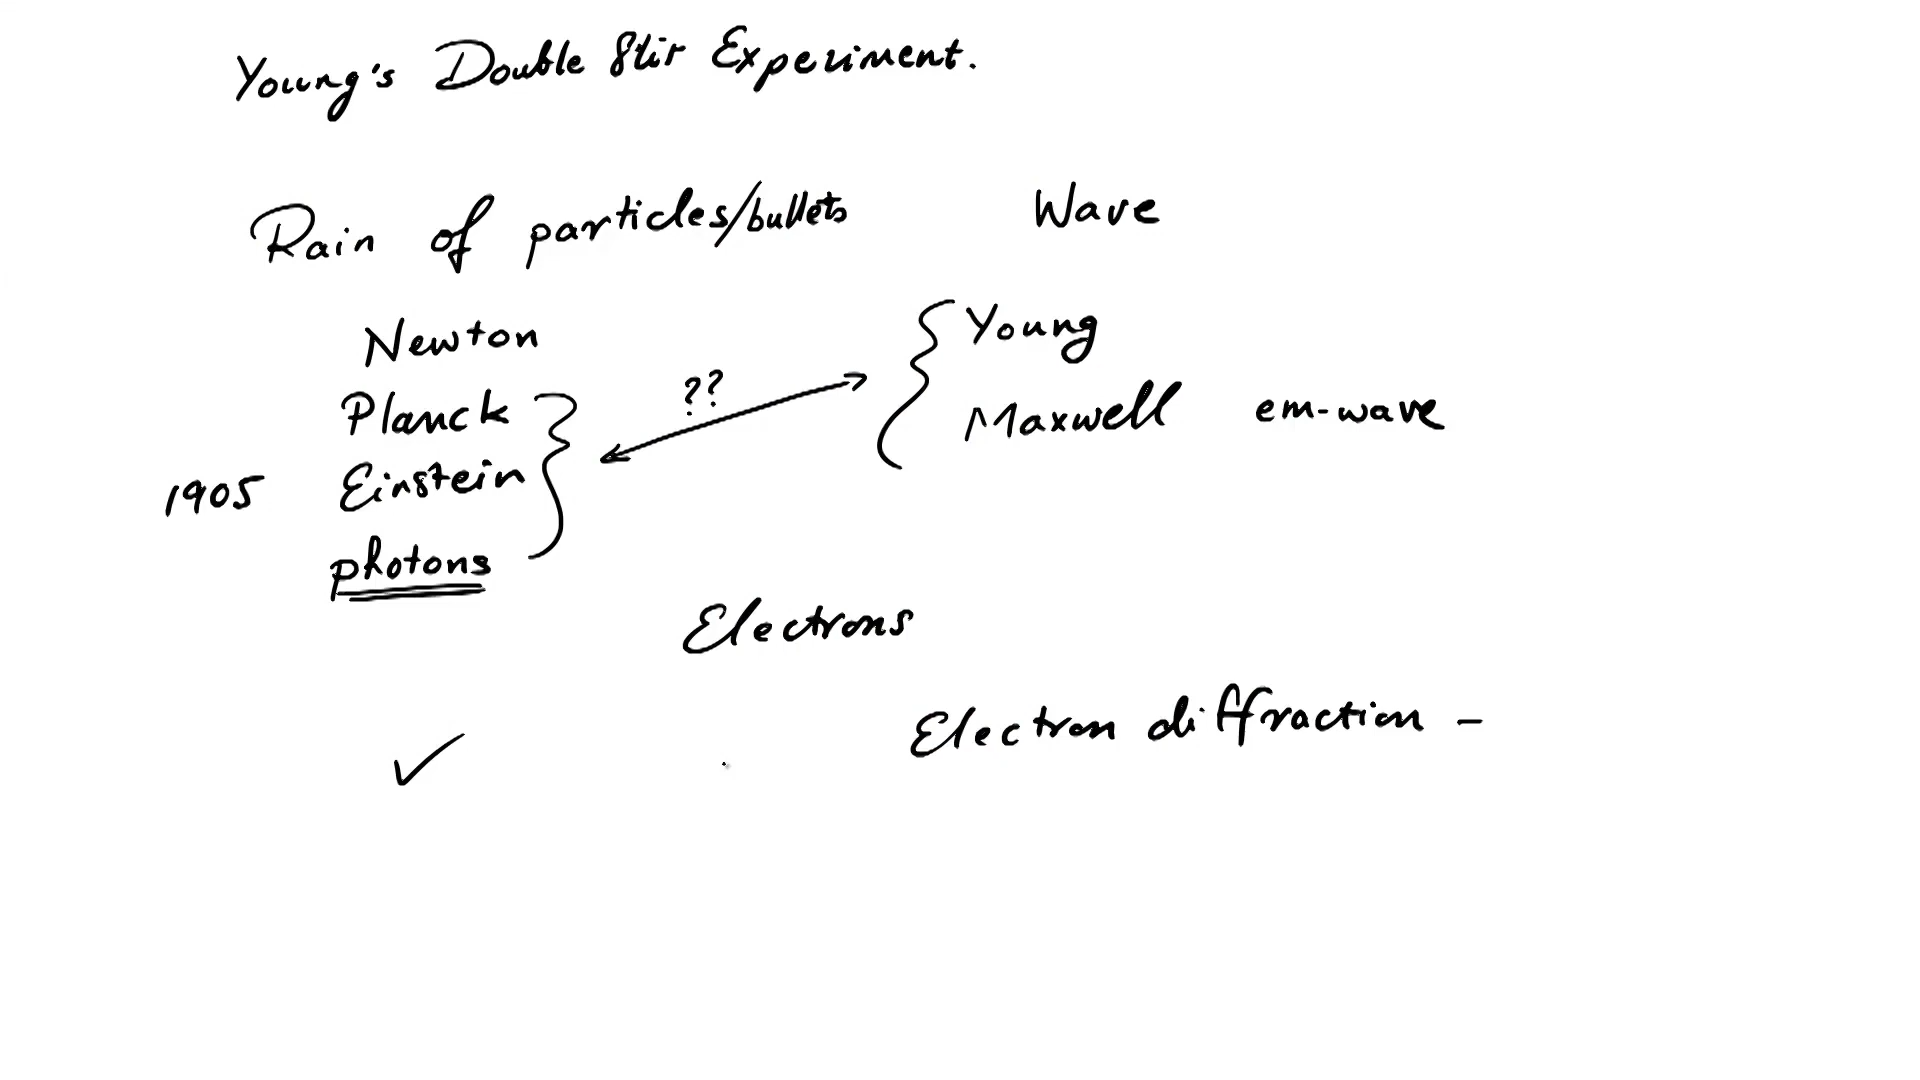 Young's Double Slit Experiment.
Rain of particles/bullets Wave
Newton Young
Planck ?? Maxwell em-wave
1905 Einstein
photons
Electrons
Electron diffraction -
✓